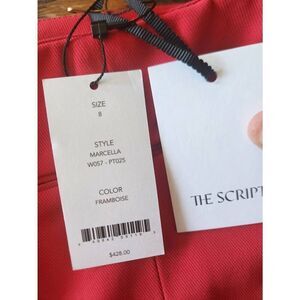 SIZE
8
STYLE
MARCELLA
W057 - PT025
COLOR
FRAMBOISE
$428.00
THE SCRIPT